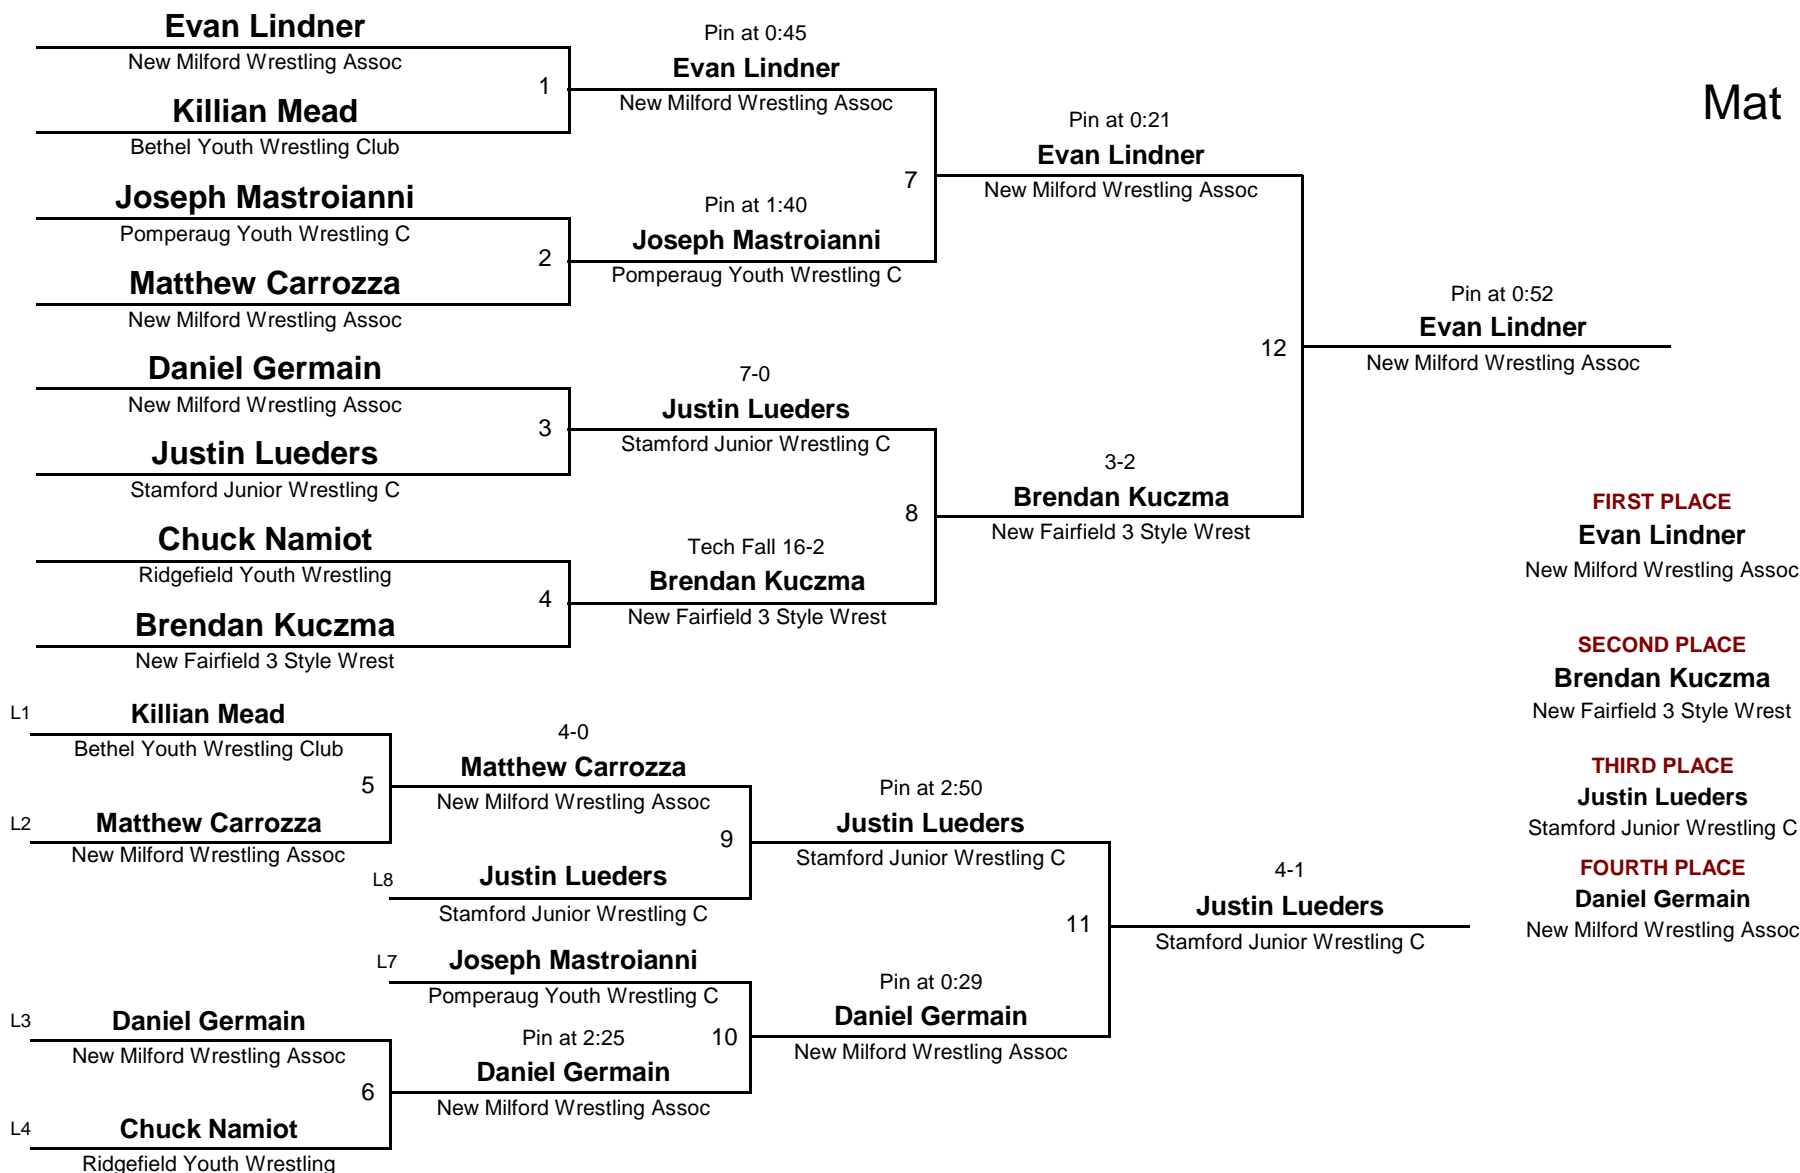 Evan Lindner
New Milford Wrestling Assoc
1
Killian Mead
Bethel Youth Wrestling Club
Joseph Mastroianni
Pomperaug Youth Wrestling C
2
Matthew Carrozza
New Milford Wrestling Assoc
Daniel Germain
New Milford Wrestling Assoc
3
Justin Lueders
Stamford Junior Wrestling C
Chuck Namiot
Ridgefield Youth Wrestling
4
Brendan Kuczma
New Fairfield 3 Style Wrest
Pin at 0:45
Evan Lindner
New Milford Wrestling Assoc
7
Pin at 1:40
Joseph Mastroianni
Pomperaug Youth Wrestling C
7-0
Justin Lueders
Stamford Junior Wrestling C
8
Tech Fall 16-2
Brendan Kuczma
New Fairfield 3 Style Wrest
Pin at 0:21
Evan Lindner
New Milford Wrestling Assoc
12
3-2
Brendan Kuczma
New Fairfield 3 Style Wrest
Pin at 0:52
Evan Lindner
New Milford Wrestling Assoc
Mat
L1
Killian Mead
Bethel Youth Wrestling Club
5
L2
Matthew Carrozza
New Milford Wrestling Assoc
4-0
Matthew Carrozza
New Milford Wrestling Assoc
9
L8
Justin Lueders
Stamford Junior Wrestling C
L7
Joseph Mastroianni
Pomperaug Youth Wrestling C
10
L3
Daniel Germain
New Milford Wrestling Assoc
6
L4
Chuck Namiot
Ridgefield Youth Wrestling
Pin at 2:25
Daniel Germain
New Milford Wrestling Assoc
Pin at 2:50
Justin Lueders
Stamford Junior Wrestling C
11
Pin at 0:29
Daniel Germain
New Milford Wrestling Assoc
4-1
Justin Lueders
Stamford Junior Wrestling C
FIRST PLACE
Evan Lindner
New Milford Wrestling Assoc
SECOND PLACE
Brendan Kuczma
New Fairfield 3 Style Wrest
THIRD PLACE
Justin Lueders
Stamford Junior Wrestling C
FOURTH PLACE
Daniel Germain
New Milford Wrestling Assoc